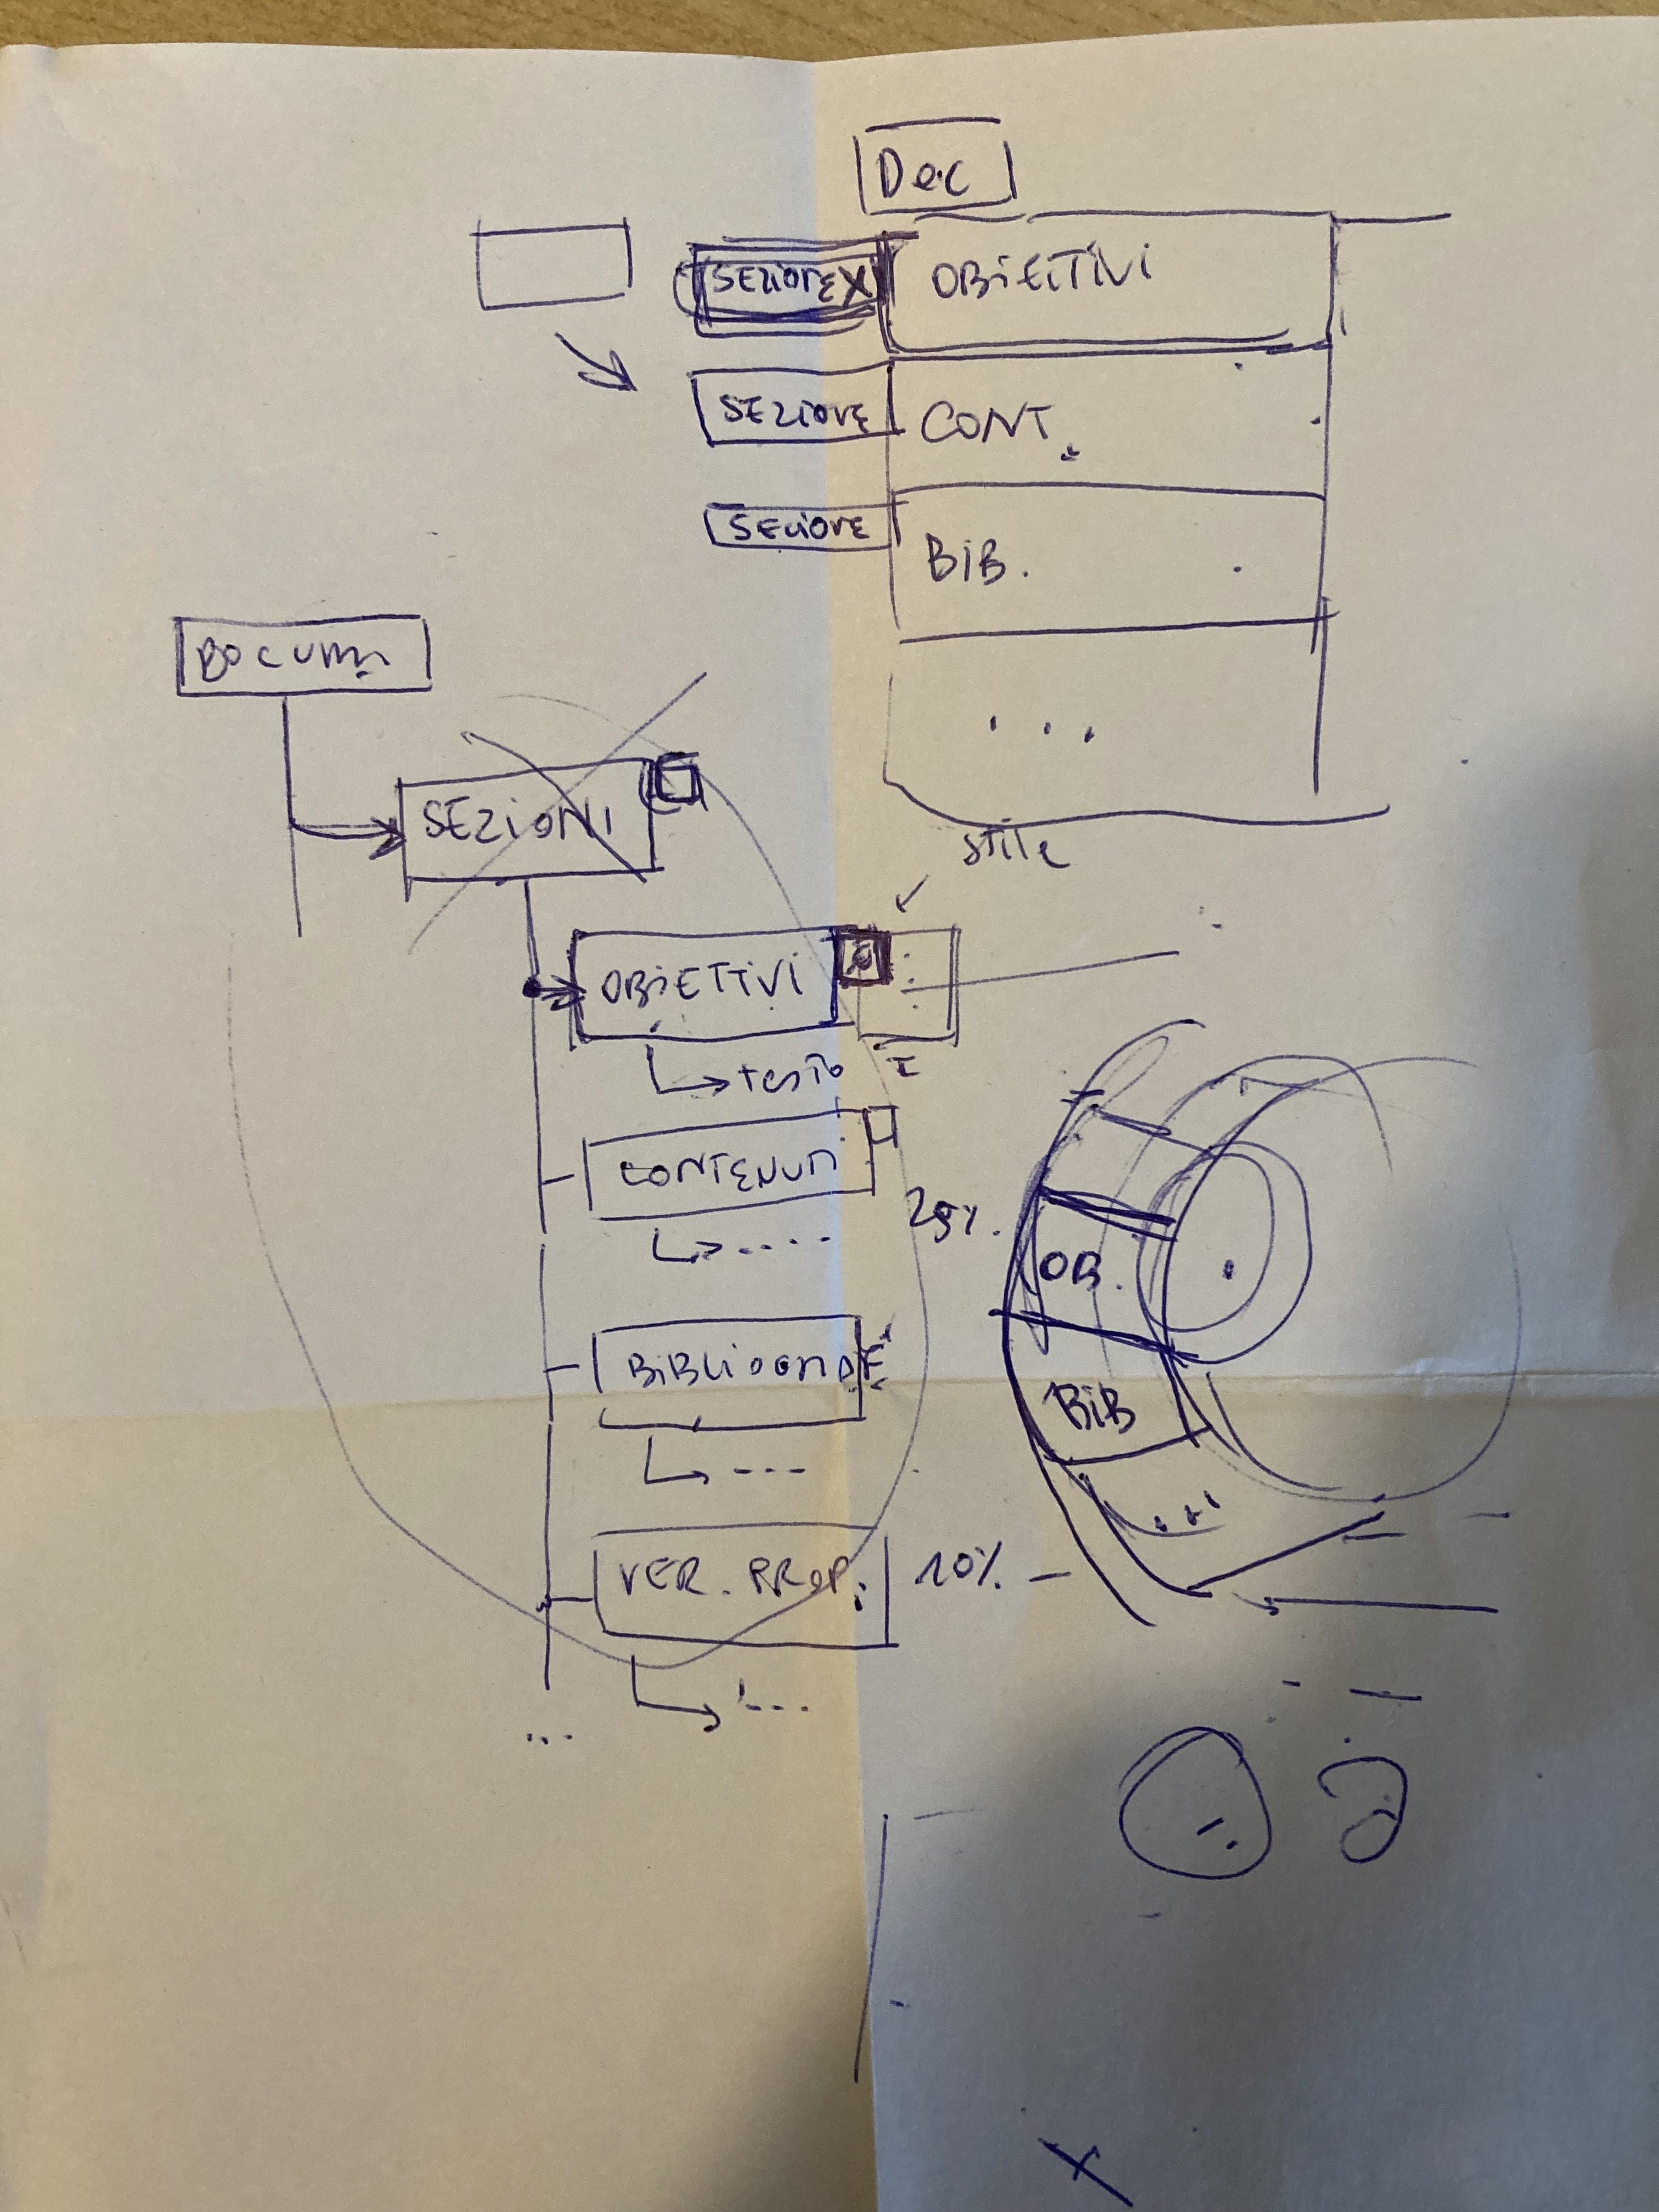 Doc
SEZIONE X OBIETTIVI
SEZIONE CONT.
SEZIONE BIB.
...
DOCUM
SEZIONI
stile
OBIETTIVI
testo
CONTENUTI
25%.
OB.
BIB
...
VER. PROP.
10%
...